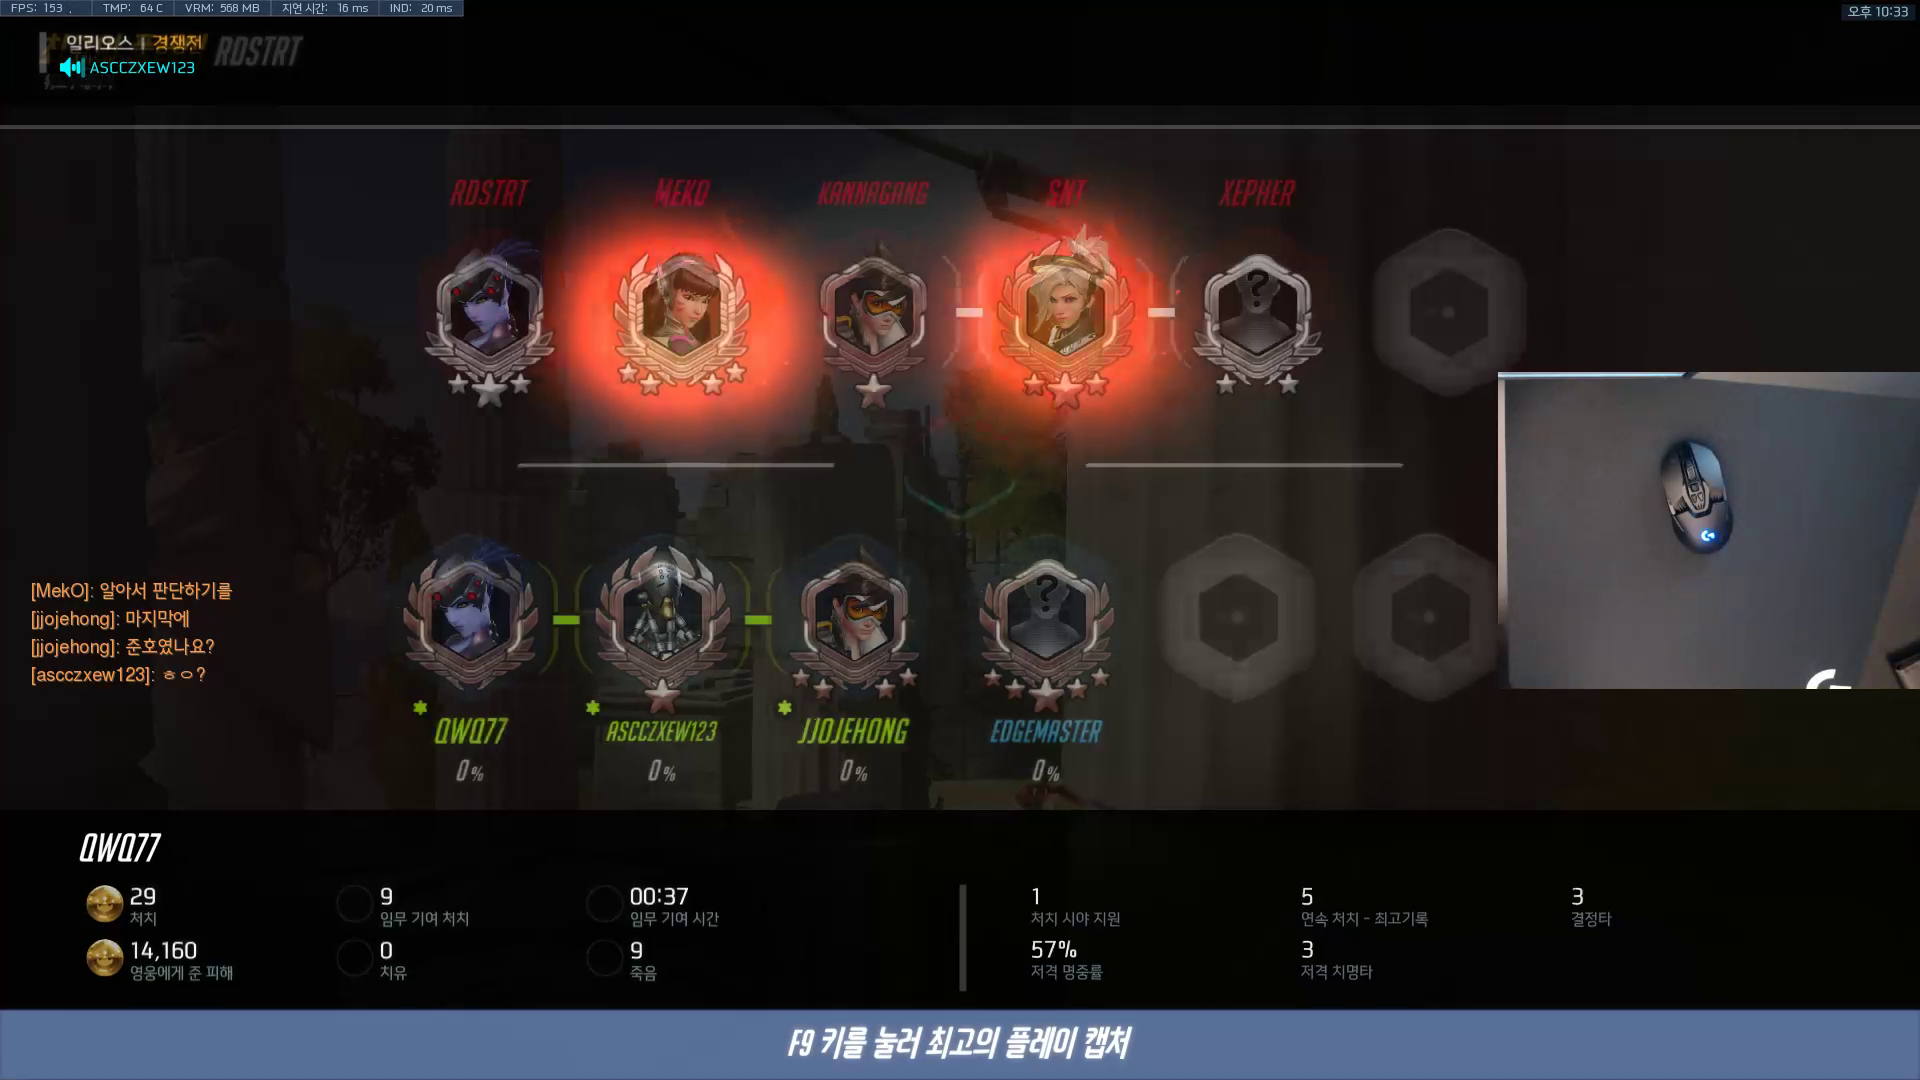 FPS: 153 TMP: 64 C VRM: 568 MB 지연 시간: 16 ms IND: 20 ms
오후 10:33
일리오스 | 경쟁전
RDSTRT
ASCCZXEW123
RDSTRT MEKO KANNAGANG SNT XEPHER
[MekO]: 알아서 판단하기를
[jjojehong]: 마지막에
[jjojehong]: 준호였나요?
[ascczxew123]: ㅎㅇ?
QWQ77 ASCCZXEW123 JJOJEHONG EDGEMASTER
0% 0% 0% 0%
QWQ77
29 9 00:37 1 5 3
처치 임무 기여 처치 임무 기여 시간 처치 시야 지원 연속 처치 - 최고기록 결정타
14,160 0 9 57% 3
영웅에게 준 피해 치유 죽음 저격 명중률 저격 치명타
F9 키를 눌러 최고의 플레이 캡처